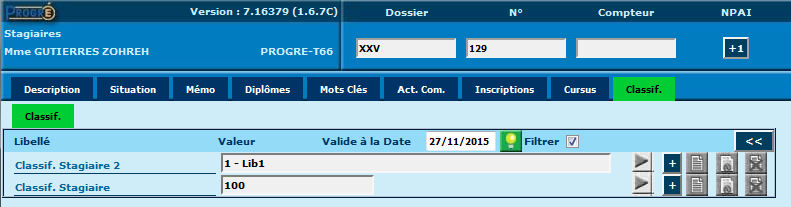 PROGRÉ Version : 7.16379 (1.6.7C) Dossier N° Compteur NPAI
Stagiaires
Mme GUTIERRES ZOHREH PROGRE-T66 XXV 129 +1
Description Situation Mémo Diplômes Mots Clés Act. Com. Inscriptions Cursus Classif.
Classif.
Libellé Valeur Valide à la Date 27/11/2015 Filtrer <<
Classif. Stagiaire 2 1 - Lib1 +
Classif. Stagiaire 100 +